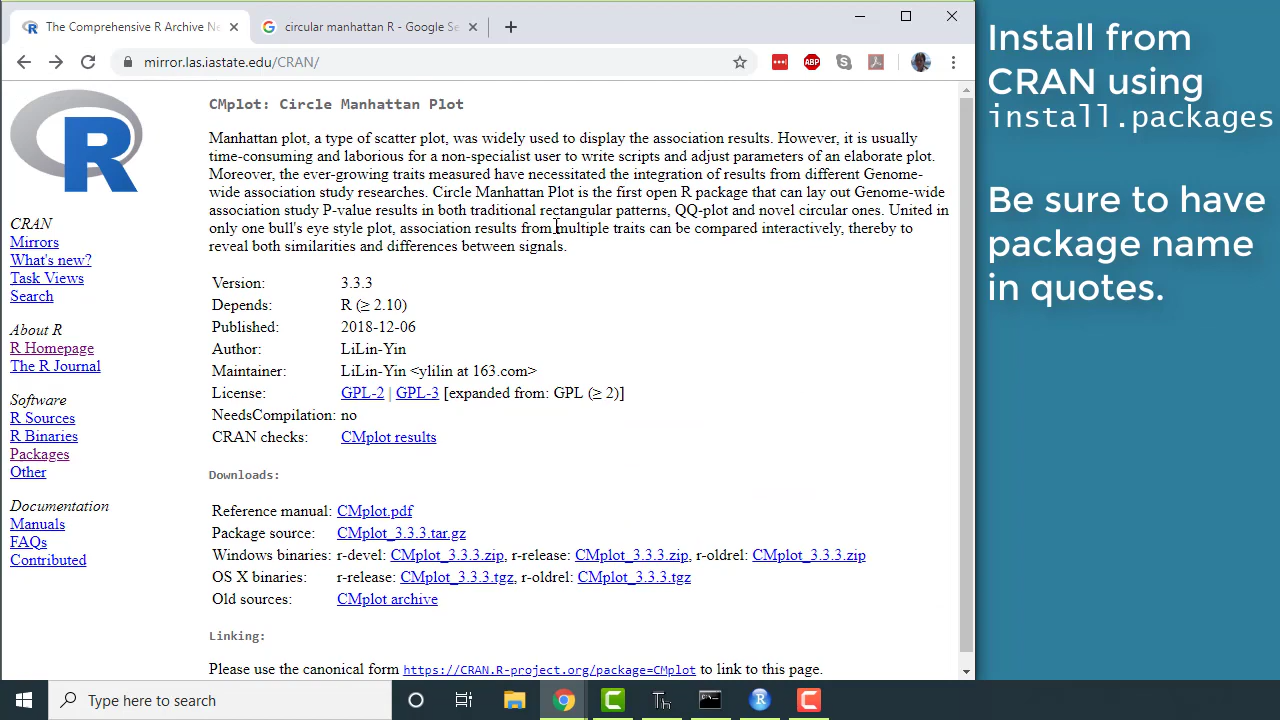 The Comprehensive R Archive Ne
circular manhattan R - Google Se
mirror.las.iastate.edu/CRAN/
ABP
R
CRAN
Mirrors
What's new?
Task Views
Search
About R
R Homepage
The R Journal
Software
R Sources
R Binaries
Packages
Other
Documentation
Manuals
FAQs
Contributed
CMplot: Circle Manhattan Plot
Manhattan plot, a type of scatter plot, was widely used to display the association results. However, it is usually
time-consuming and laborious for a non-specialist user to write scripts and adjust parameters of an elaborate plot.
Moreover, the ever-growing traits measured have necessitated the integration of results from different Genome-
wide association study researches. Circle Manhattan Plot is the first open R package that can lay out Genome-wide
association study P-value results in both traditional rectangular patterns, QQ-plot and novel circular ones. United in
only one bull's eye style plot, association results from multiple traits can be compared interactively, thereby to
reveal both similarities and differences between signals.
Version: 3.3.3
Depends: R (≥ 2.10)
Published: 2018-12-06
Author: LiLin-Yin
Maintainer: LiLin-Yin <ylilin at 163.com>
License: GPL-2 | GPL-3 [expanded from: GPL (≥ 2)]
NeedsCompilation: no
CRAN checks: CMplot results
Downloads:
Reference manual: CMplot.pdf
Package source: CMplot_3.3.3.tar.gz
Windows binaries: r-devel: CMplot_3.3.3.zip, r-release: CMplot_3.3.3.zip, r-oldrel: CMplot_3.3.3.zip
OS X binaries: r-release: CMplot_3.3.3.tgz, r-oldrel: CMplot_3.3.3.tgz
Old sources: CMplot archive
Linking:
Please use the canonical form https://CRAN.R-project.org/package=CMplot to link to this page.
Install from
CRAN using
install.packages
Be sure to have
package name
in quotes.
Type here to search